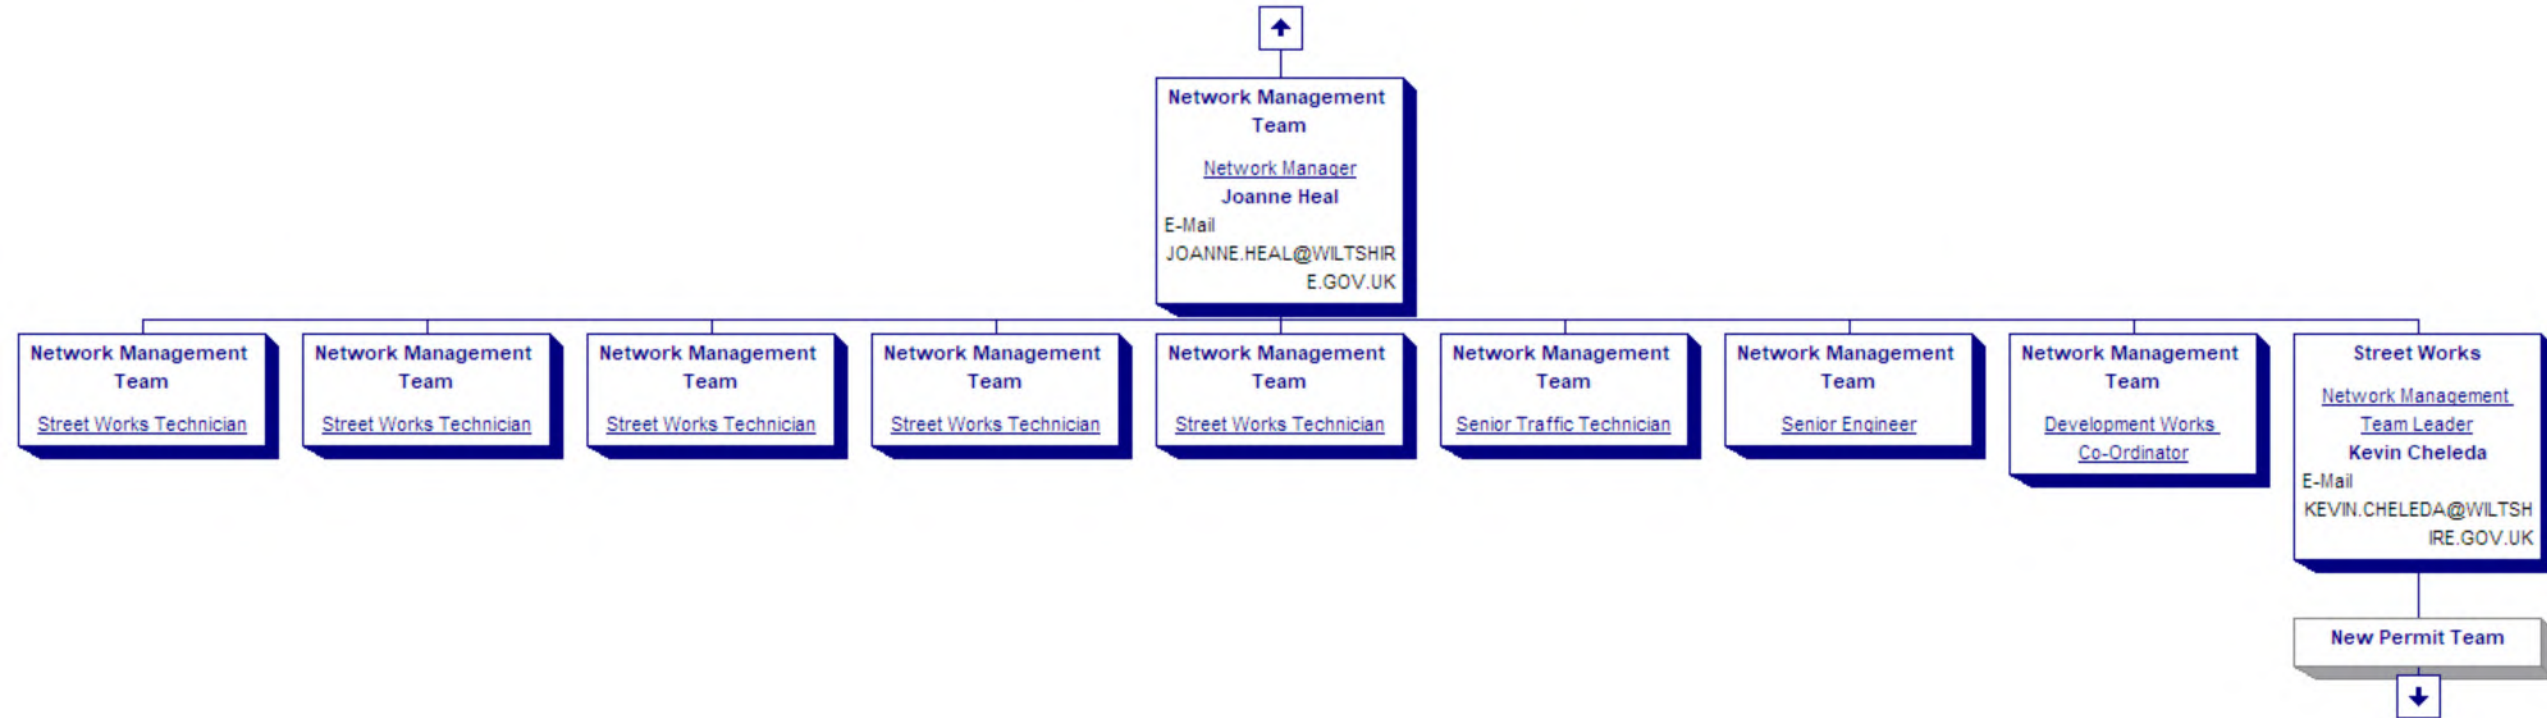 Network Management
Team
Network Manager
Joanne Heal
E-Mail
JOANNE.HEAL@WILTSHIR
E.GOV.UK
Network Management
Team
Street Works Technician
Network Management
Team
Street Works Technician
Network Management
Team
Street Works Technician
Network Management
Team
Street Works Technician
Network Management
Team
Street Works Technician
Network Management
Team
Senior Traffic Technician
Network Management
Team
Senior Engineer
Network Management
Team
Development Works
Co-Ordinator
Street Works
Network Management
Team Leader
Kevin Cheleda
E-Mail
KEVIN.CHELEDA@WILTSH
IRE.GOV.UK
New Permit Team